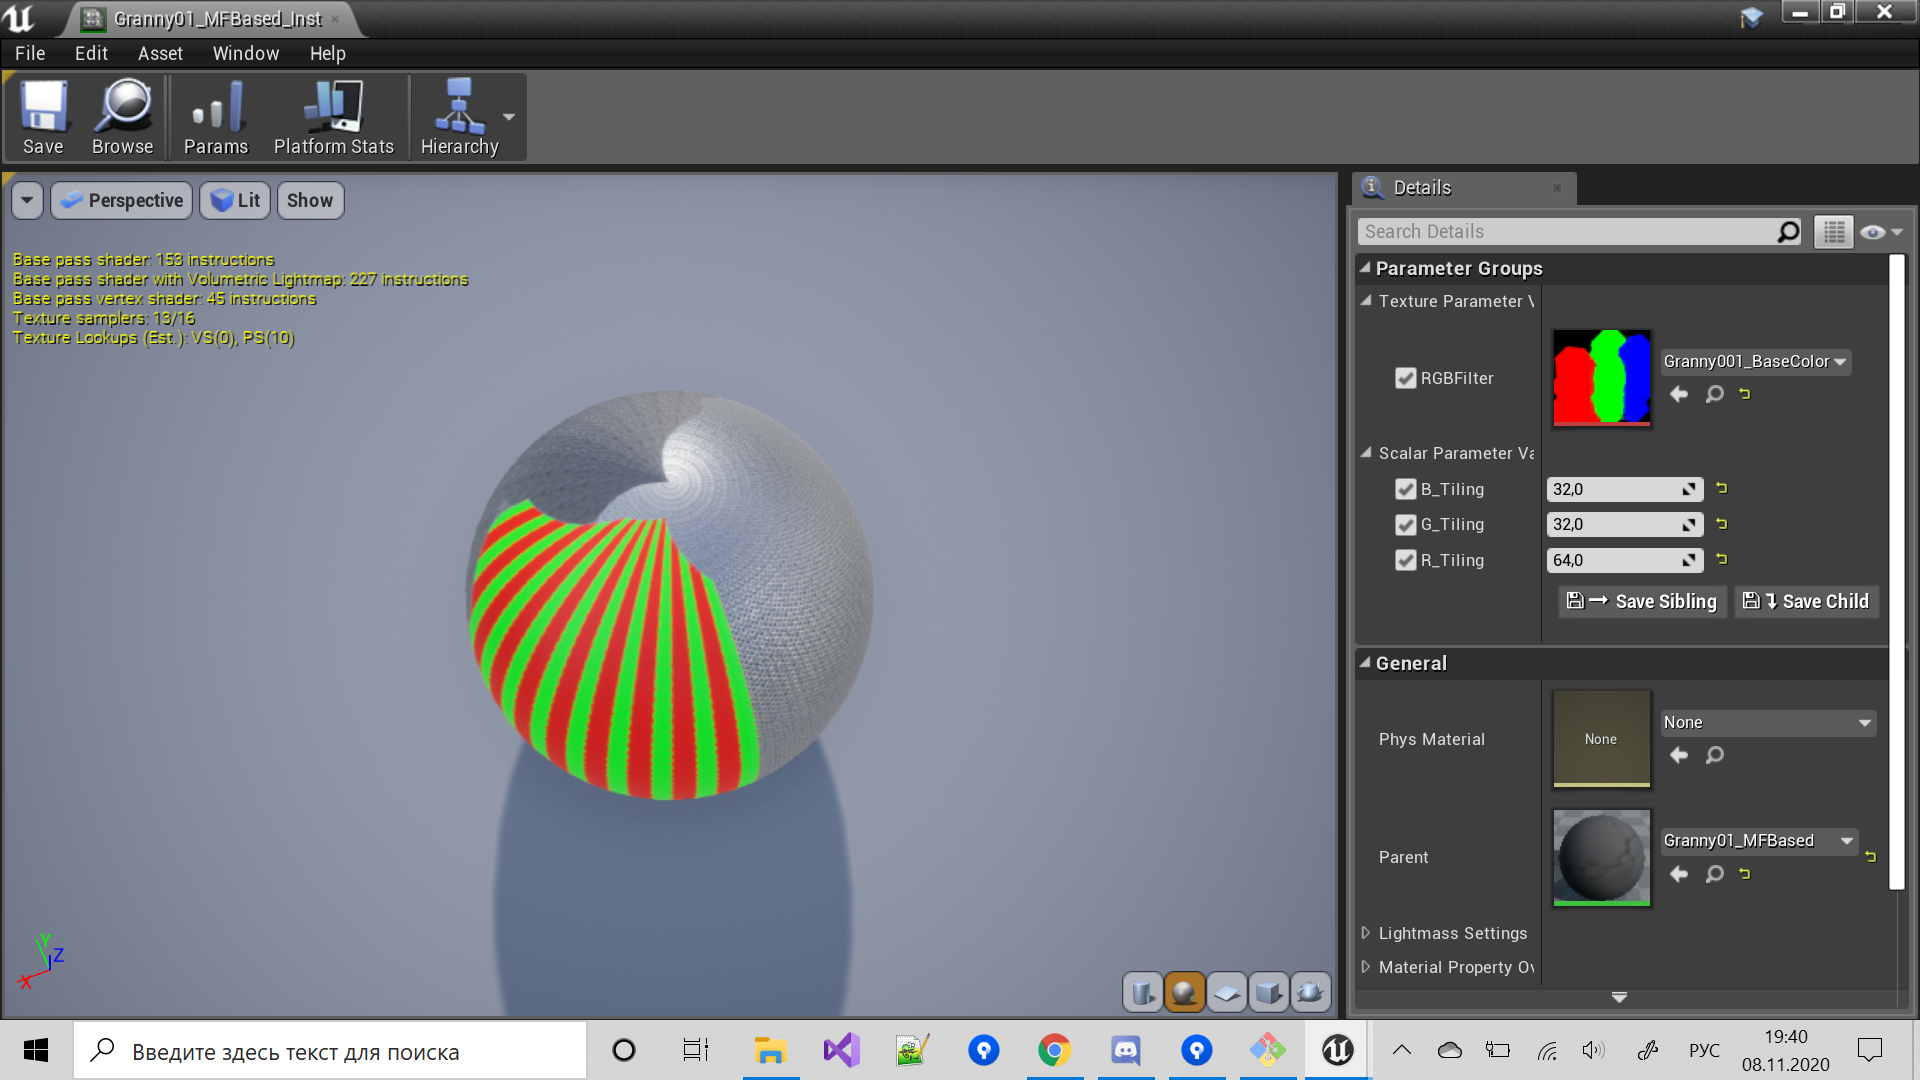 Granny01_MFBased_Inst
File Edit Asset Window Help
Save Browse Params Platform Stats Hierarchy
Perspective Lit Show
Base pass shader: 153 instructions
Base pass shader with Volumetric Lightmap: 227 instructions
Base pass vertex shader: 45 instructions
Texture samplers: 13/16
Texture Lookups (Est.): VS(0), PS(10)
Y
Z
X
Details
Search Details
Parameter Groups
Texture Parameter V
RGBFilter
Granny001_BaseColor
Scalar Parameter Va
B_Tiling 32,0
G_Tiling 32,0
R_Tiling 64,0
Save Sibling Save Child
General
Phys Material None None
Parent Granny01_MFBased
Lightmass Settings
Material Property Ov
Введите здесь текст для поиска
РУС
19:40
08.11.2020